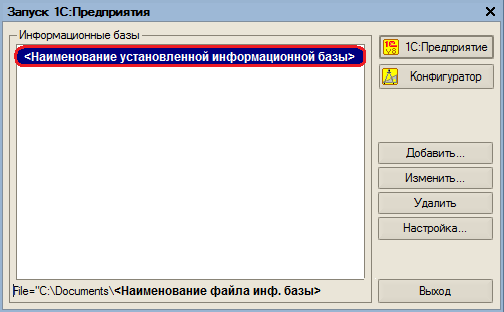 Запуск 1С:Предприятия
Информационные базы
<Наименование установленной информационной базы>
1С:Предприятие
Конфигуратор
Добавить...
Изменить...
Удалить
Настройка...
File="C:\Documents\<Наименование файла инф. базы>
Выход